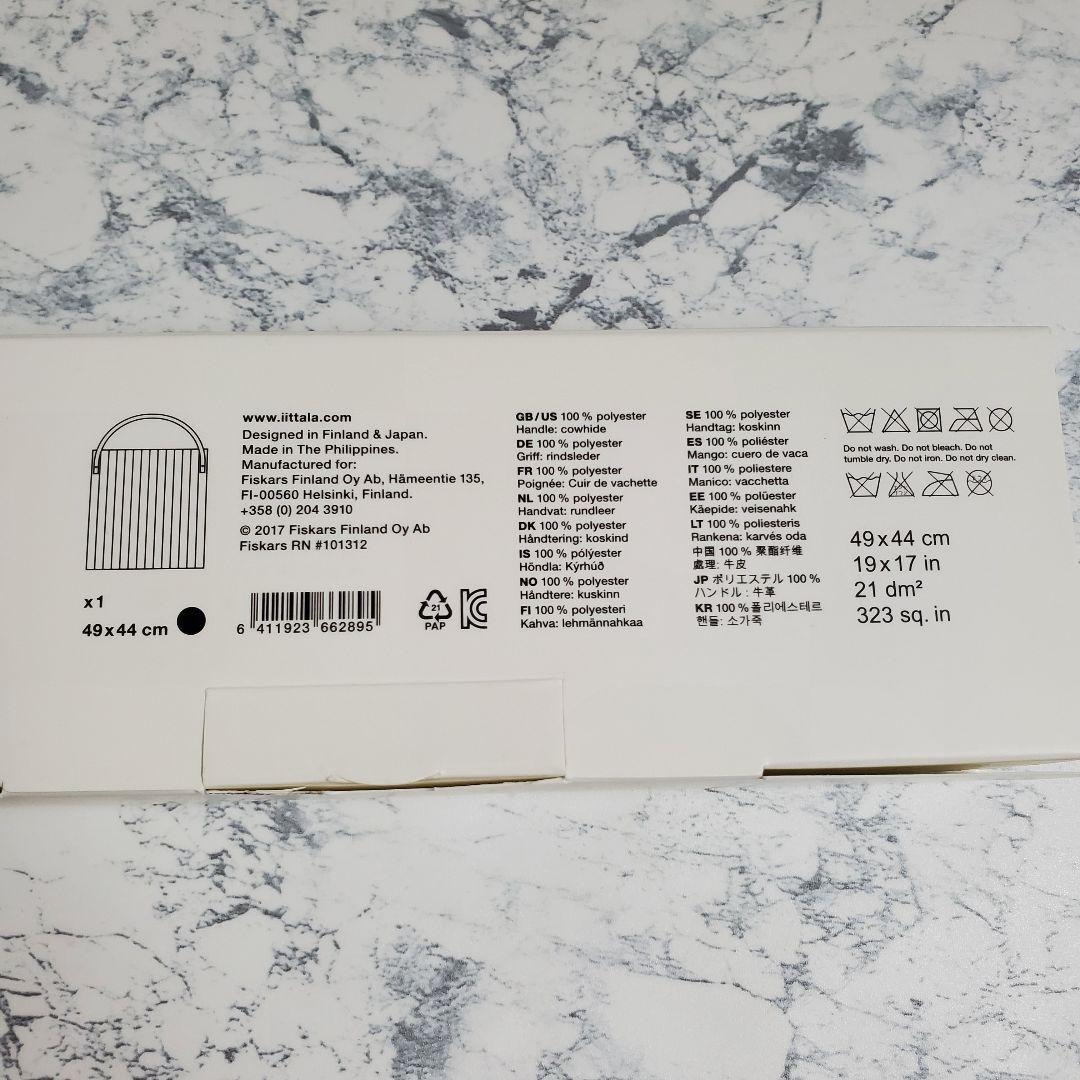 www.iittala.com
Designed in Finland & Japan.
Made in The Philippines.
Manufactured for:
Fiskars Finland Oy Ab, Hämeentie 135,
FI-00560 Helsinki, Finland.
+358 (0) 204 3910
© 2017 Fiskars Finland Oy Ab
Fiskars RN #101312
x 1
49 x 44 cm
6 411923 662895
21
PAP
GB/US 100 % polyester
Handle: cowhide
DE 100 % polyester
Griff: rindsleder
FR 100 % polyester
Poignée: Cuir de vachette
NL 100 % polyester
Handvat: rundleer
DK 100 % polyester
Håndtering: koskind
IS 100 % pólýester
Höndla: Kýrhúð
NO 100 % polyester
Håndtere: kuskinn
FI 100 % polyesteri
Kahva: lehmännahkaa
SE 100 % polyester
Handtag: koskinn
ES 100 % poliéster
Mango: cuero de vaca
IT 100 % poliestere
Manico: vacchetta
EE 100 % polüester
Käepide: veisenahk
LT 100 % poliesteris
Rankena: karvés oda
中国 100 % 聚酯纤维
處理: 牛皮
JP ポリエステル 100 %
ハンドル : 牛革
KR 100 % 폴리에스테르
핸들: 소가죽
Do not wash. Do not bleach. Do not
tumble dry. Do not iron. Do not dry clean.
49 x 44 cm
19 x 17 in
21 dm²
323 sq. in